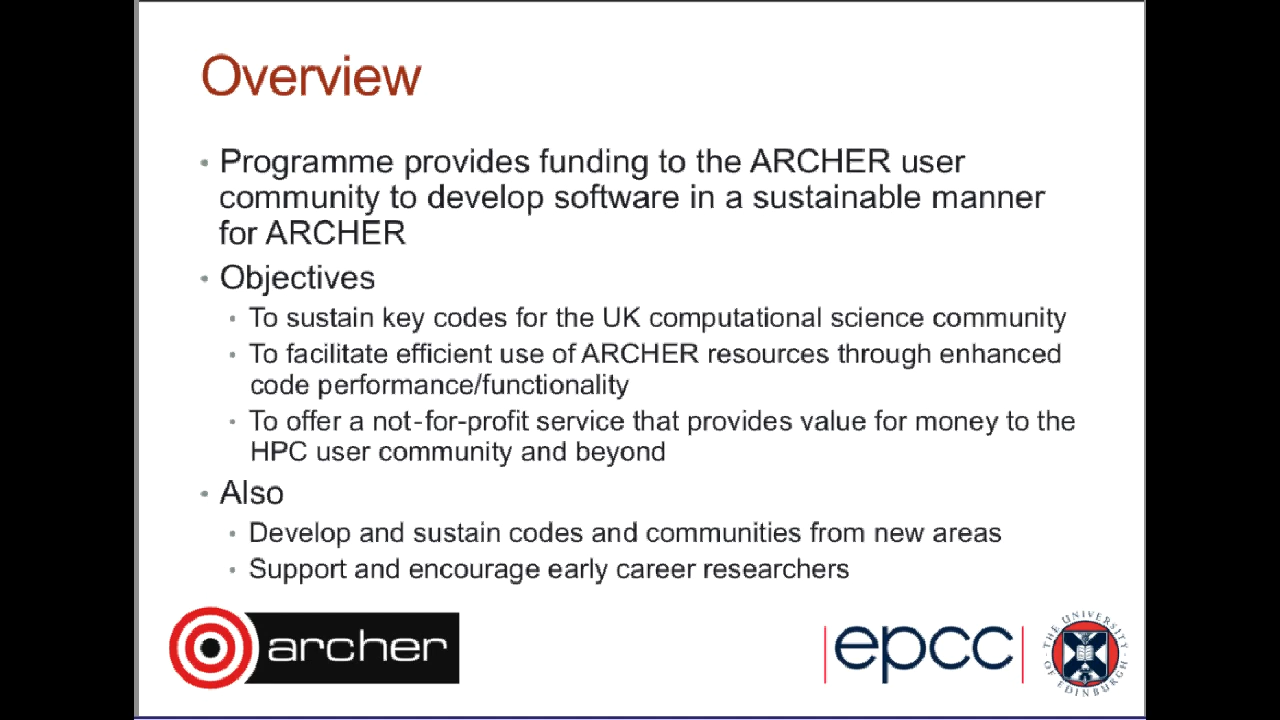 Overview
• Programme provides funding to the ARCHER user
community to develop software in a sustainable manner
for ARCHER
• Objectives
• To sustain key codes for the UK computational science community
• To facilitate efficient use of ARCHER resources through enhanced
code performance/functionality
• To offer a not-for-profit service that provides value for money to the
HPC user community and beyond
• Also
• Develop and sustain codes and communities from new areas
• Support and encourage early career researchers
archer
epcc
THE UNIVERSITY OF EDINBURGH